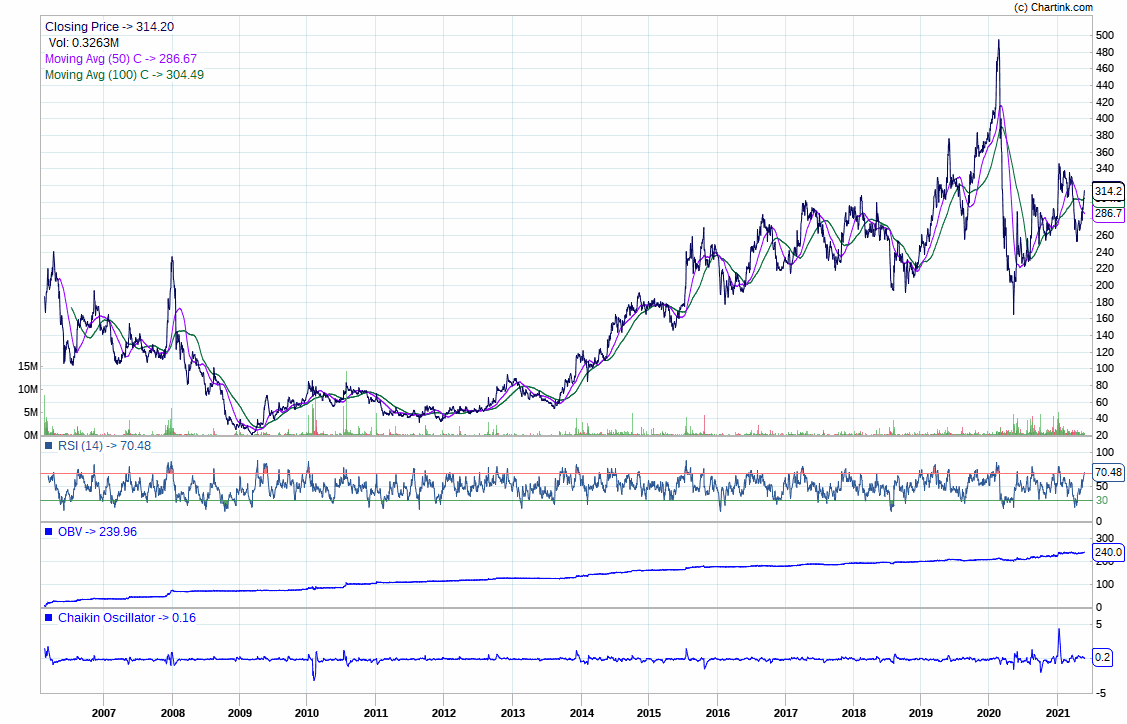 (c) Chartink.com
Closing Price -> 314.20
Vol: 0.3263M
Moving Avg (50) C -> 286.67
Moving Avg (100) C -> 304.49
500
480
460
440
420
400
380
360
340
314.2
286.7
260
240
220
200
180
160
140
120
100
80
60
40
20
15M
10M
5M
0M
RSI (14) -> 70.48
100
70.48
50
30
0
OBV -> 239.96
300
240.0
200
100
0
Chaikin Oscillator -> 0.16
5
0.2
-5
2007 2008 2009 2010 2011 2012 2013 2014 2015 2016 2017 2018 2019 2020 2021